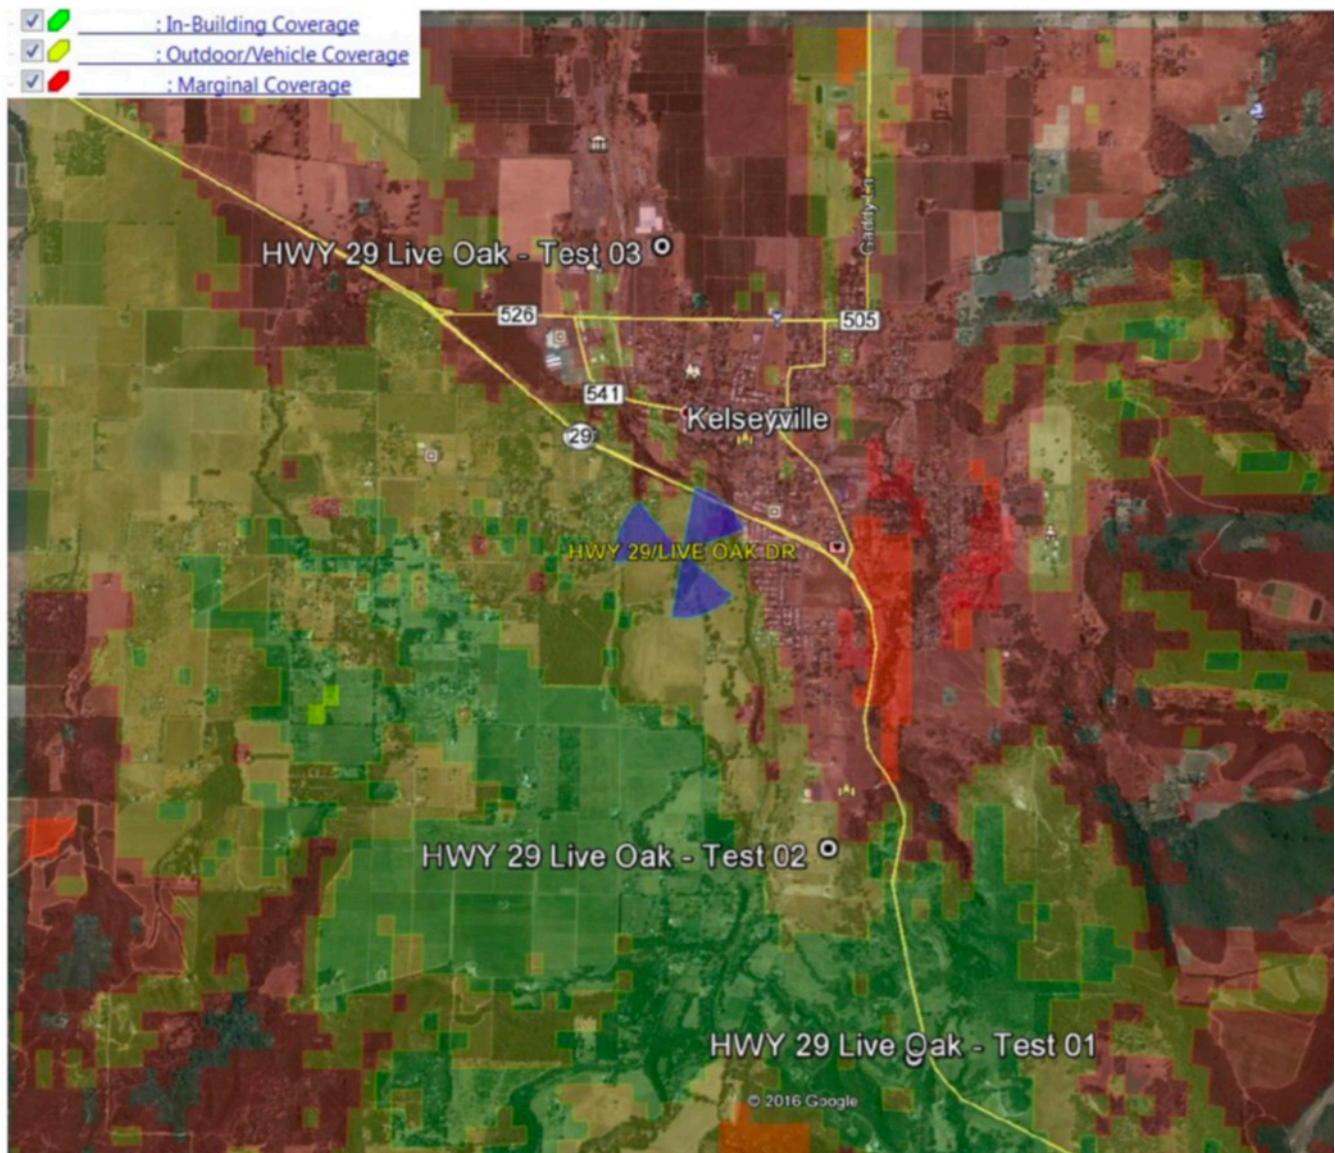 : In-Building Coverage
: Outdoor/Vehicle Coverage
: Marginal Coverage
Gaddy Ln
HWY 29 Live Oak - Test 03
526
505
541
Kelseyville
29
HWY 29/LIVE OAK DR
HWY 29 Live Oak - Test 02
HWY 29 Live Oak - Test 01
© 2016 Google